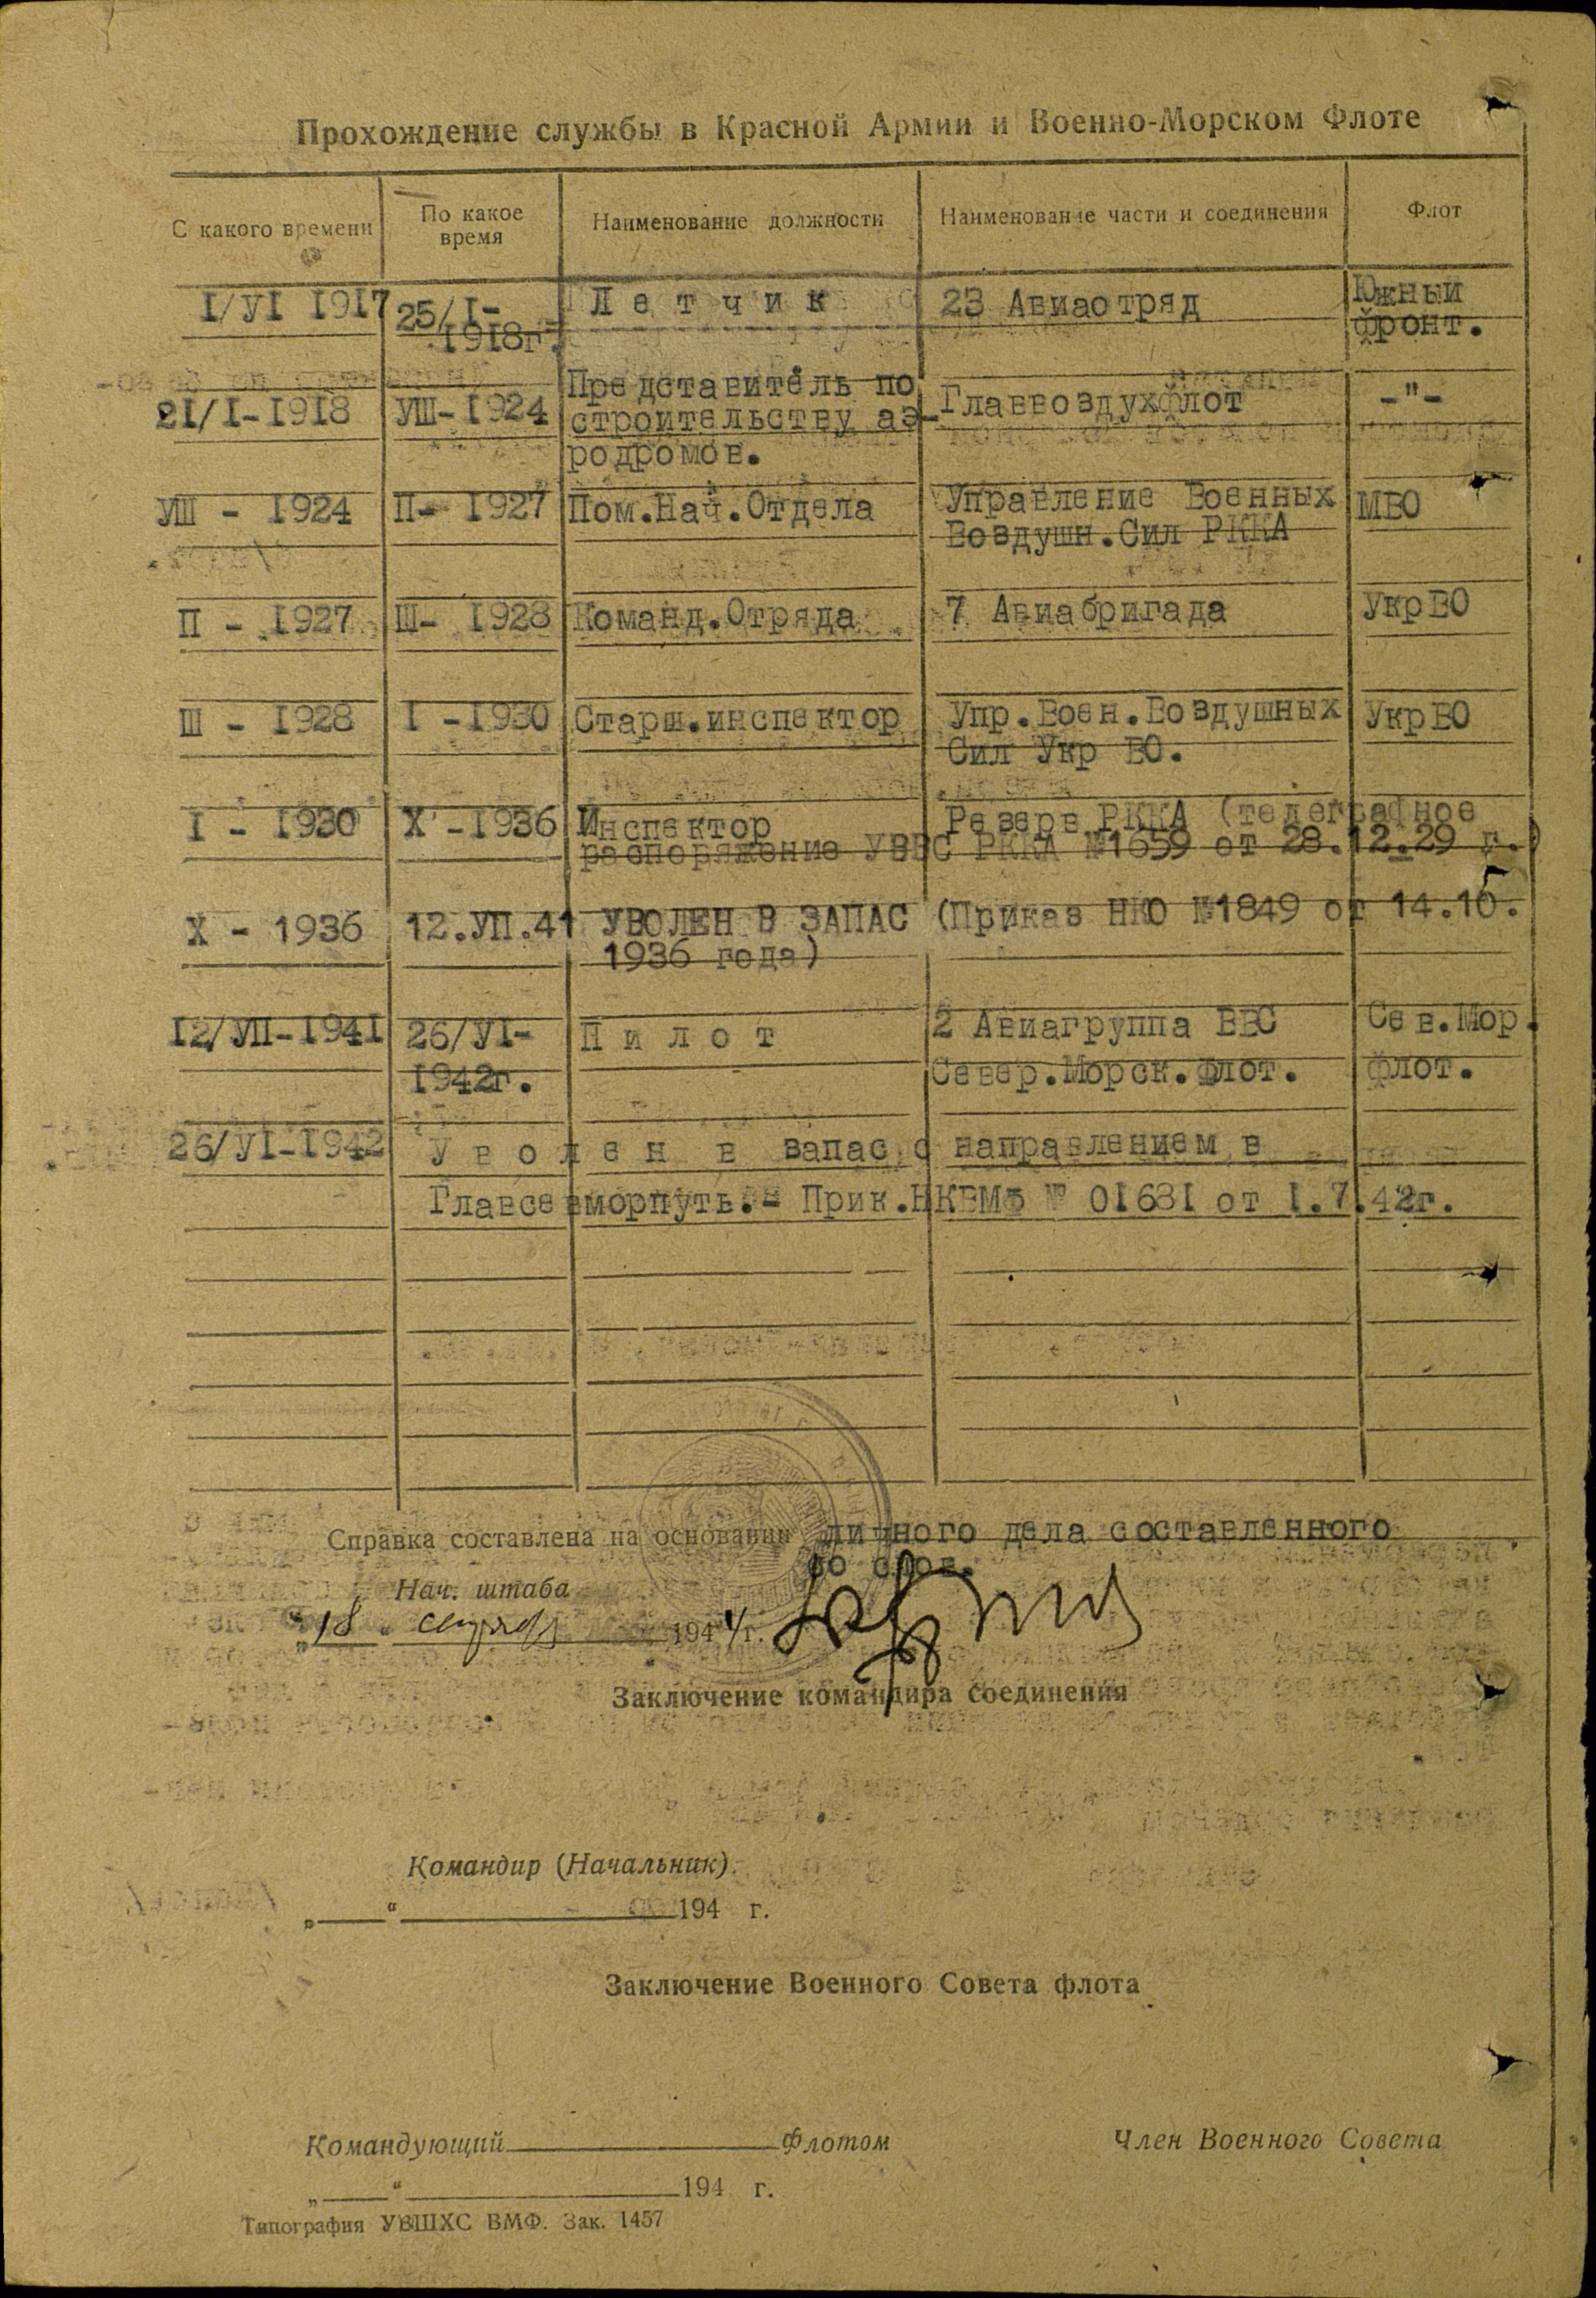 Прохождение службы в Красной Армии и Военно-Морском Флоте
С какого времени По какое время Наименование должности Наименование части и соединения Флот
I/УI 1917 25/I-1918г. Летчик 23 Авиаотряд Южный фронт.
21/I-1918 УШ-1924 Представитель по строительству аэ-родромов. Главвоздухфлот -"-
УШ - 1924 П- 1927 Пом.Нач.Отдела Управление Военных Воздушн.Сил РККА МВО
П - 1927 Ш- 1928 Команд.Отряда 7 Авиабригада УкрВО
Ш - 1928 I -1930 Старш.инспектор Упр.Воен.Воздушных Сил Укр ВО. УкрВО
I - 1930 X -1936 Инспектор Резерв РККА (телеграфное
распоряжение УВВС РККА №1659 от 28.12.29 г.)
X - 1936 12.УП.41 УВОЛЕН В ЗАПАС (Приказ НКО №1849 от 14.10.
1936 года)
12/УП-1941 26/УI-1942г. Пилот 2 Авиагруппа ВВС Север.Морск.Флот. Сев.Мор. флот.
26/УI-1942 Уволен в запас с направлением в
Главсевморпуть.- Прик.НКВМФ № 01631 от 1.7.42г.
Справка составлена на основании личного дела составленного
со слов.
Нач. штаба
„18“ 1944г.
Заключение командира соединения
Командир (Начальник).
„ “ 194 г.
Заключение Военного Совета флота
Командующий Флотом Член Военного Совета
„ “ 194 г.
Типография УВШХС ВМФ. Зак. 1457